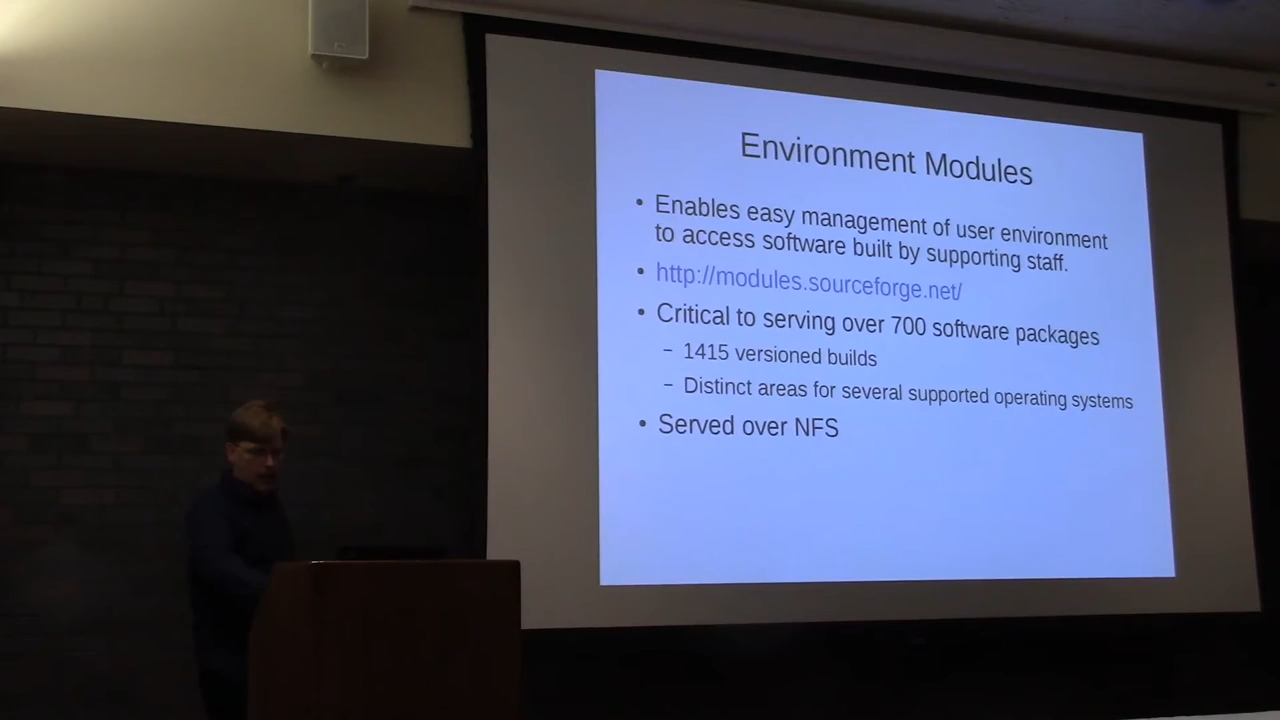 Environment Modules
• Enables easy management of user environment
to access software built by supporting staff.
• http://modules.sourceforge.net/
• Critical to serving over 700 software packages
– 1415 versioned builds
– Distinct areas for several supported operating systems
• Served over NFS